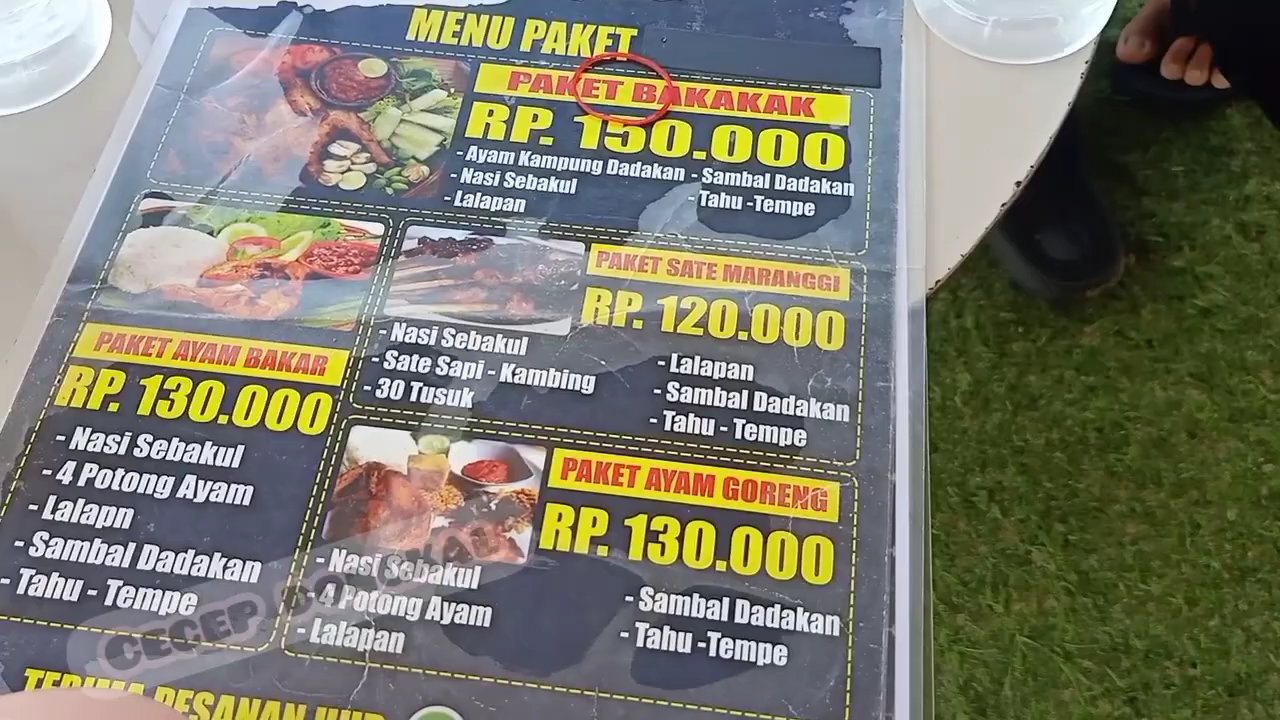 MENU PAKET
PAKET BAKAKAK
RP. 150.000
- Ayam Kampung Dadakan
- Nasi Sebakul
- Lalapan
- Sambal Dadakan
- Tahu -Tempe
PAKET AYAM BAKAR
RP. 130.000
- Nasi Sebakul
- 4 Potong Ayam
- Lalapn
- Sambal Dadakan
- Tahu - Tempe
PAKET SATE MARANGGI
RP. 120.000
- Nasi Sebakul
- Sate Sapi - Kambing
- 30 Tusuk
- Lalapan
- Sambal Dadakan
- Tahu - Tempe
PAKET AYAM GORENG
RP. 130.000
- Nasi Sebakul
- 4 Potong Ayam
- Lalapan
- Sambal Dadakan
- Tahu -Tempe
CECEP BONGKAL
TERIMA PESANAN